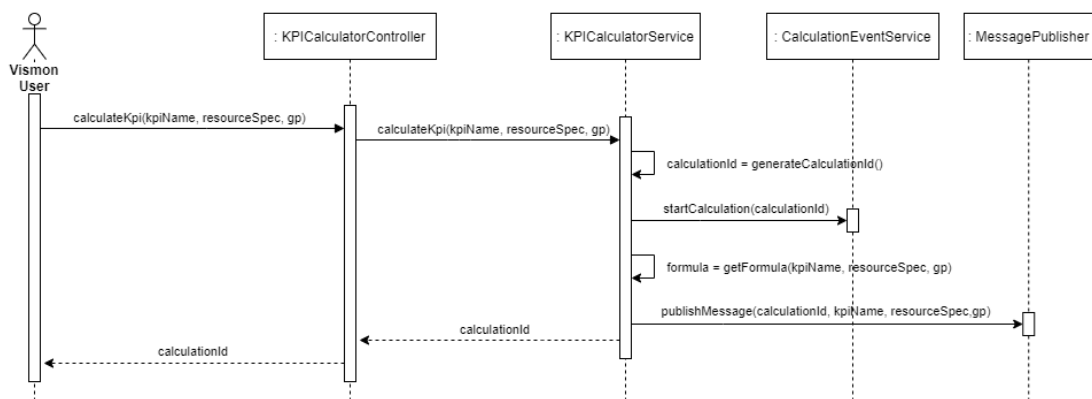 : KPICalculatorController
: KPICalculatorService
: CalculationEventService
: MessagePublisher
Vismon
User
calculateKpi(kpiName, resourceSpec, gp)
calculateKpi(kpiName, resourceSpec, gp)
calculationId = generateCalculationId()
startCalculation(calculationId)
formula = getFormula(kpiName, resourceSpec, gp)
publishMessage(calculationId, kpiName, resourceSpec,gp)
calculationId
calculationId